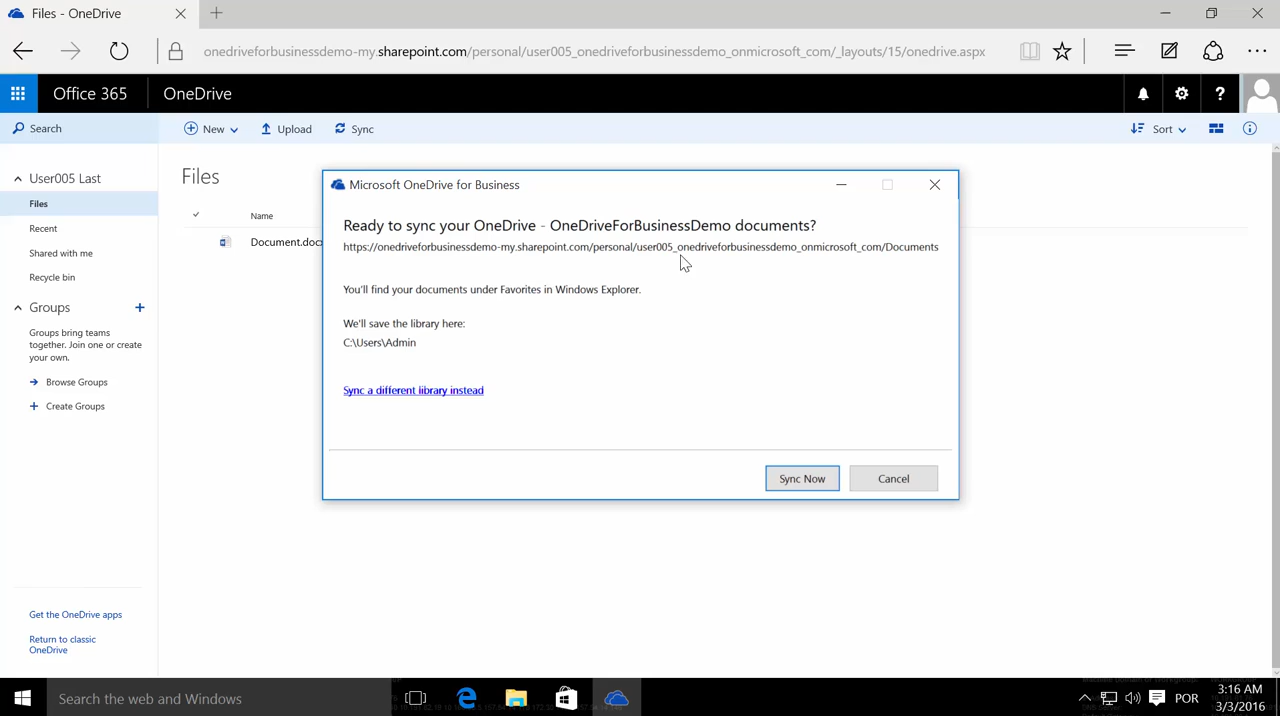 Files - OneDrive
onedriveforbusinessdemo-my.sharepoint.com/personal/user005_onedriveforbusinessdemo_onmicrosoft_com/_layouts/15/onedrive.aspx
Office 365
OneDrive
?
Search
New
Upload
Sync
Sort
User005 Last
Files
Recent
Shared with me
Recycle bin
Groups
Groups bring teams
together. Join one or create
your own.
Browse Groups
Create Groups
Get the OneDrive apps
Return to classic
OneDrive
Files
Name
Document.docx
Microsoft OneDrive for Business
Ready to sync your OneDrive - OneDriveForBusinessDemo documents?
https://onedriveforbusinessdemo-my.sharepoint.com/personal/user005_onedriveforbusinessdemo_onmicrosoft_com/Documents
You'll find your documents under Favorites in Windows Explorer.
We'll save the library here:
C:\Users\Admin
Sync a different library instead
Sync Now
Cancel
Search the web and Windows
POR
3:16 AM
3/3/2016